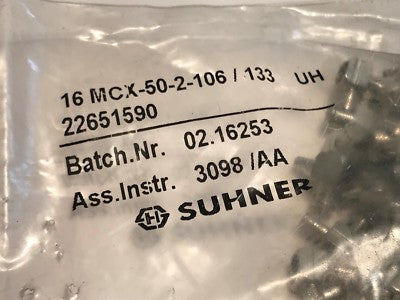 16 MCX-50-2-106 / 133 UH
22651590
Batch.Nr. 02.16253
Ass.Instr. 3098 /AA
H SUHNER